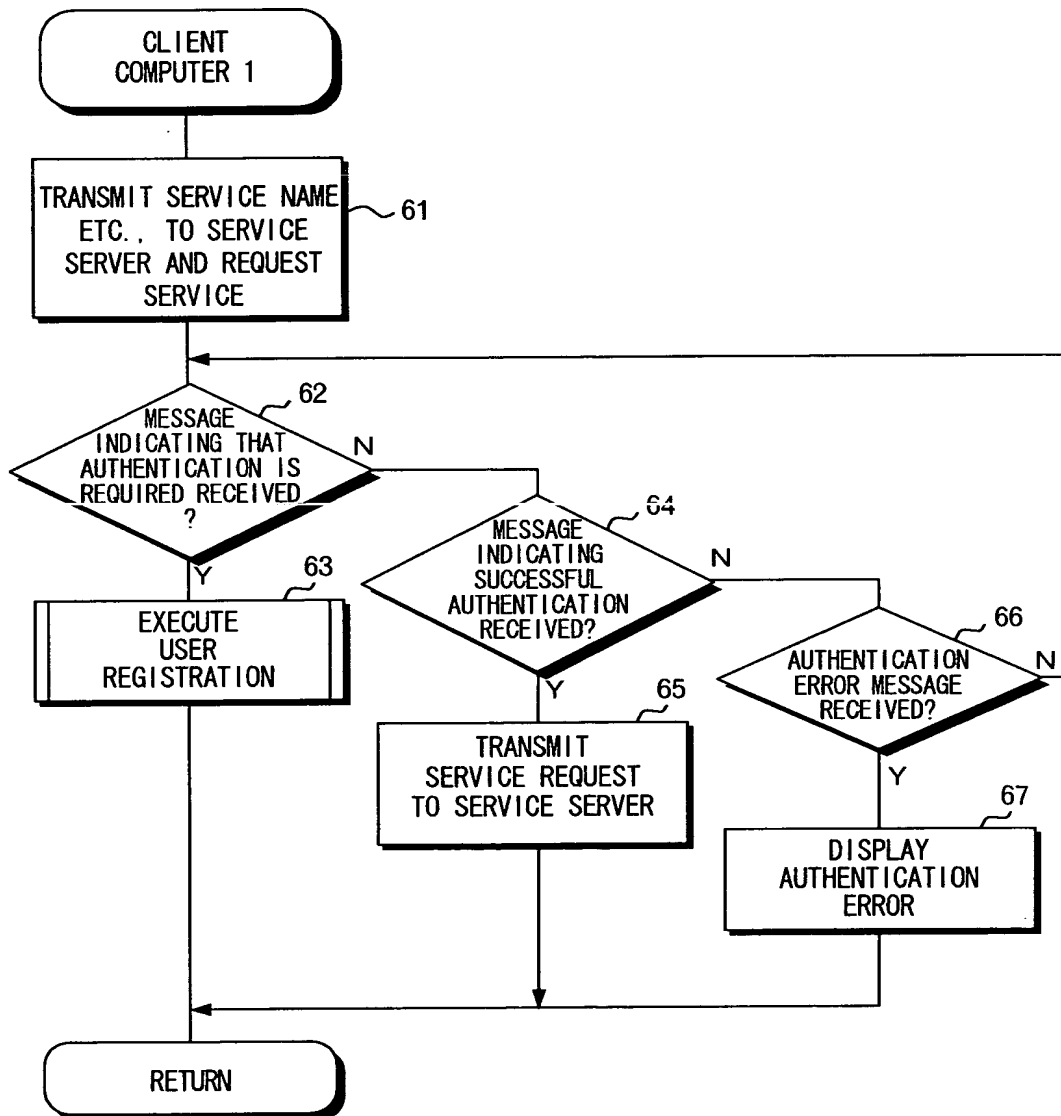 CLIENT
COMPUTER 1
TRANSMIT SERVICE NAME
ETC., TO SERVICE
SERVER AND REQUEST
SERVICE
61
62
MESSAGE
INDICATING THAT
AUTHENTICATION IS
REQUIRED RECEIVED
?
N
Y
63
EXECUTE
USER
REGISTRATION
64
MESSAGE
INDICATING
SUCCESSFUL
AUTHENTICATION
RECEIVED?
N
Y
65
TRANSMIT
SERVICE REQUEST
TO SERVICE SERVER
66
AUTHENTICATION
ERROR MESSAGE
RECEIVED?
N
Y
67
DISPLAY
AUTHENTICATION
ERROR
RETURN